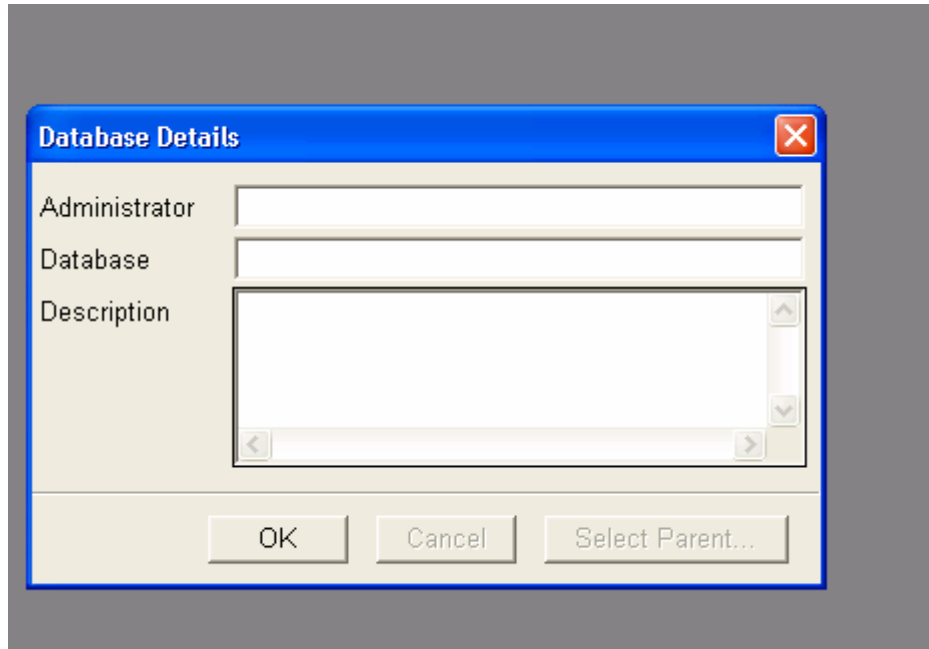 Database Details
Administrator
Database
Description
OK Cancel Select Parent...